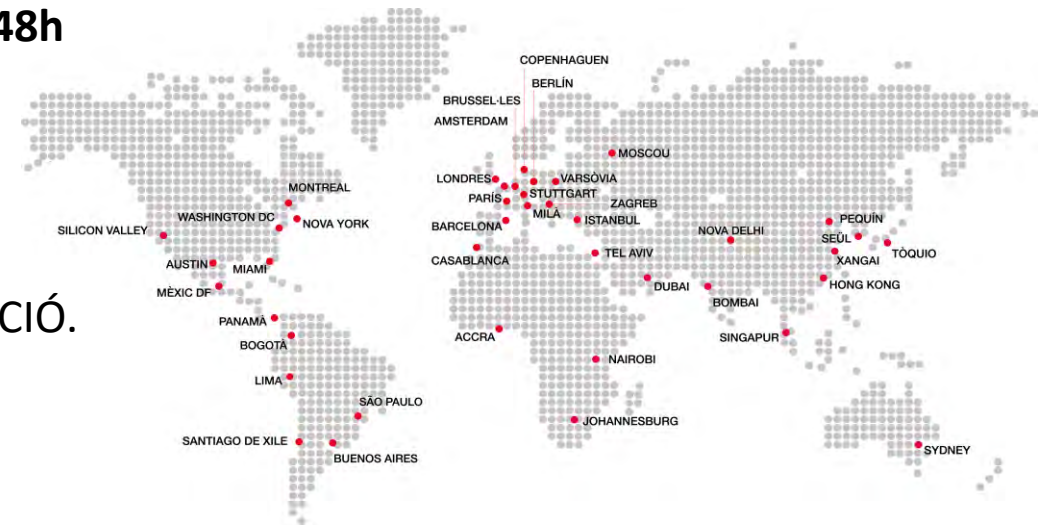 48h
CIÓ.
COPENHAGUEN
BERLÍN
BRUSSEL·LES
AMSTERDAM
MOSCOU
LONDRES
VARSÒVIA
STUTTGART
PARÍS
ZAGREB
MILÀ
BARCELONA
ISTANBUL
CASABLANCA
TEL AVIV
MONTREAL
WASHINGTON DC
NOVA YORK
SILICON VALLEY
AUSTIN
MIAMI
MÈXIC DF
PANAMÀ
BOGOTÀ
LIMA
SÃO PAULO
SANTIAGO DE XILE
BUENOS AIRES
ACCRA
NAIROBI
JOHANNESBURG
DUBAI
NOVA DELHI
BOMBAI
PEQUÍN
SEÜL
TÒQUIO
XANGAI
HONG KONG
SINGAPUR
SYDNEY